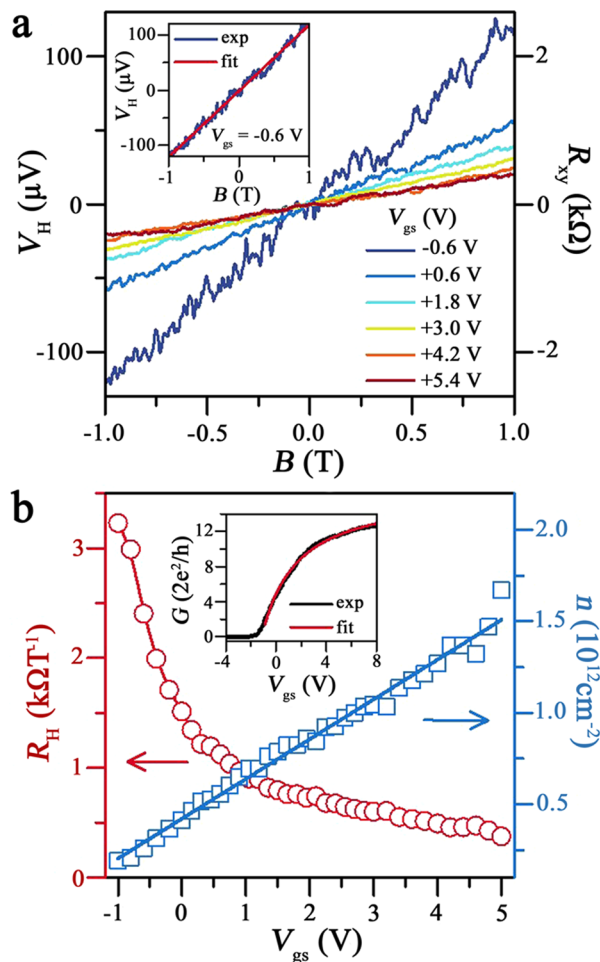 a
100
0
-100
V_H (μV)
2
0
-2
R_xy (kΩ)
-1.0
-0.5
0.0
0.5
1.0
B (T)
100
0
-100
V_H (μV)
exp
fit
V_gs = -0.6 V
-1
0
1
B (T)
V_gs (V)
-0.6 V
+0.6 V
+1.8 V
+3.0 V
+4.2 V
+5.4 V
b
3
2
1
0
R_H (kΩT⁻¹)
2.0
1.5
1.0
0.5
n (10¹²cm⁻²)
-1
0
1
2
3
4
5
V_gs (V)
12
8
4
0
G (2e²/h)
exp
fit
-4
0
4
8
V_gs (V)